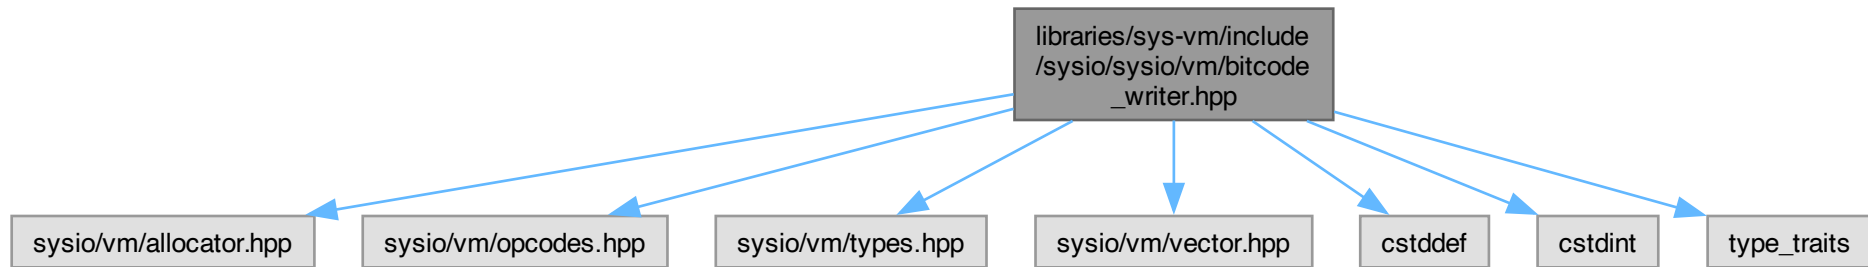 libraries/sys-vm/include
/sysio/sysio/vm/bitcode
_writer.hpp
sysio/vm/allocator.hpp
sysio/vm/opcodes.hpp
sysio/vm/types.hpp
sysio/vm/vector.hpp
cstddef
cstdint
type_traits